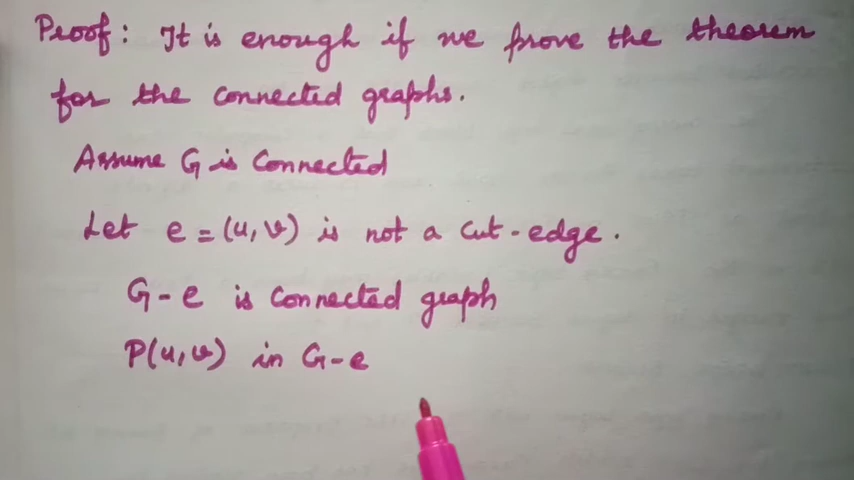 Proof: It is enough if we prove the theorem
for the connected graphs.
Assume G is connected
Let e = (u, v) is not a cut-edge.
G - e is connected graph
P(u, v) in G - e